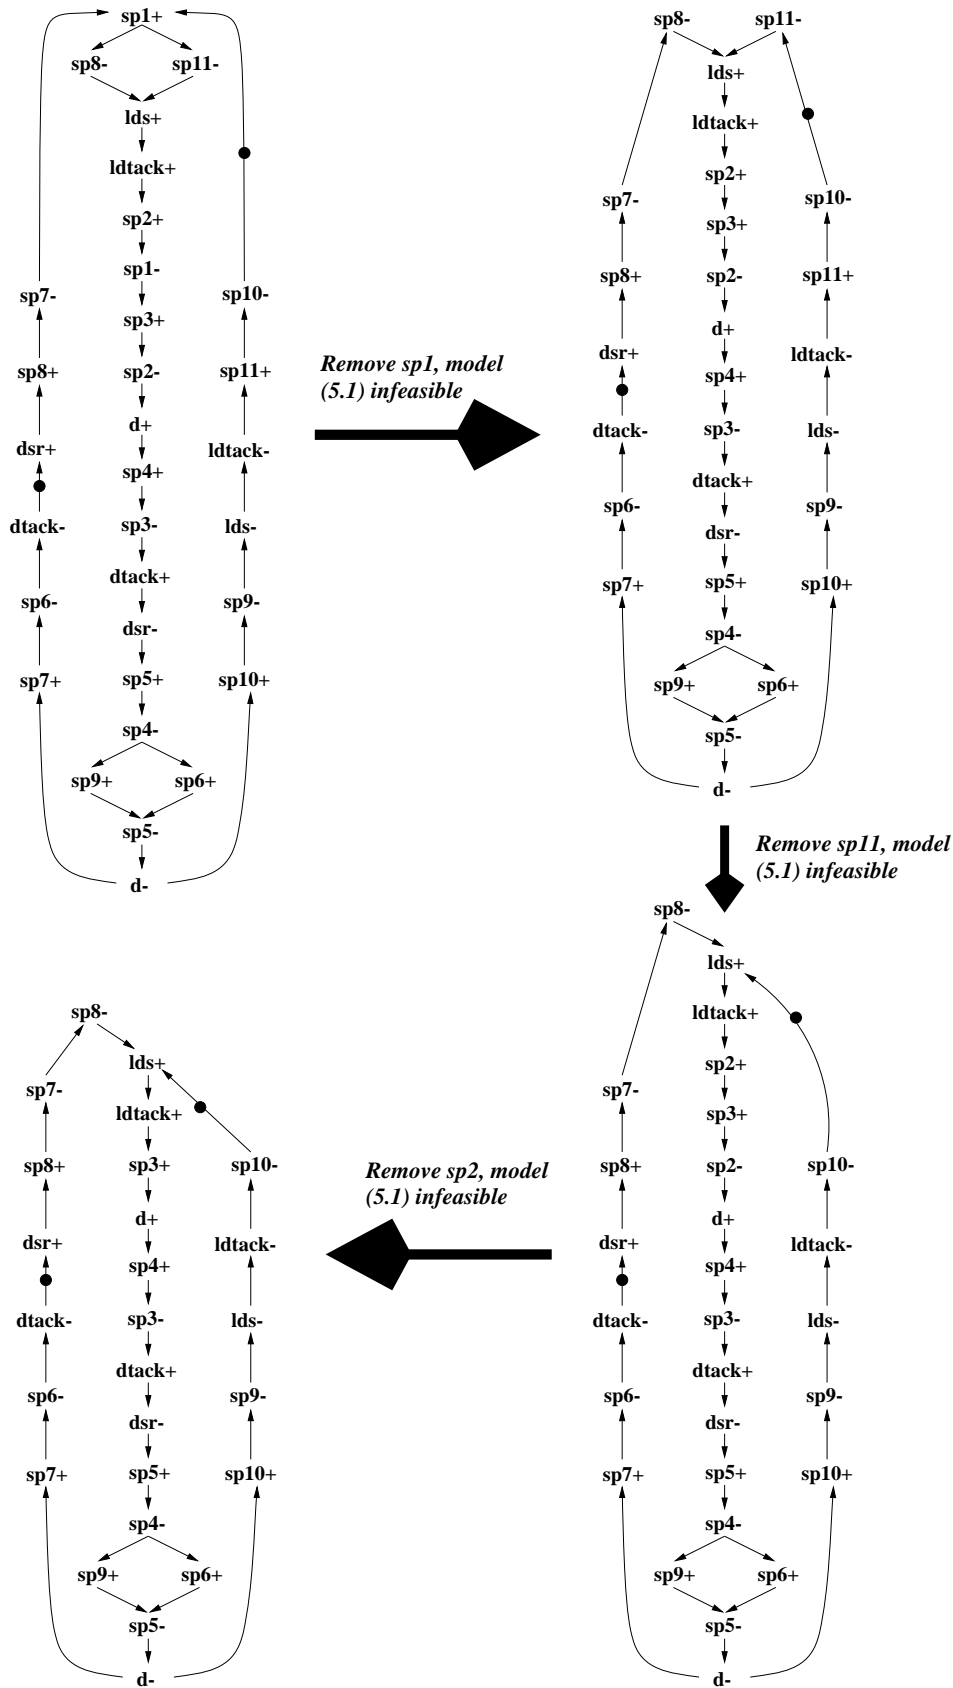 sp1+
sp8-
sp11-
lds+
ldtack+
sp2+
sp1-
sp3+
sp2-
d+
sp4+
sp3-
dtack+
dsr-
sp5+
sp4-
sp9+
sp6+
sp5-
d-
sp7-
sp8+
dsr+
dtack-
sp6-
sp7+
sp10-
sp11+
ldtack-
lds-
sp9-
sp10+
Remove sp1, model
(5.1) infeasible
sp8-
sp11-
lds+
ldtack+
sp2+
sp3+
sp2-
d+
sp4+
sp3-
dtack+
dsr-
sp5+
sp4-
sp9+
sp6+
sp5-
d-
sp7-
sp8+
dsr+
dtack-
sp6-
sp7+
sp10-
sp11+
ldtack-
lds-
sp9-
sp10+
Remove sp11, model
(5.1) infeasible
sp8-
lds+
ldtack+
sp2+
sp3+
sp2-
d+
sp4+
sp3-
dtack+
dsr-
sp5+
sp4-
sp9+
sp6+
sp5-
d-
sp7-
sp8+
dsr+
dtack-
sp6-
sp7+
sp10-
ldtack-
lds-
sp9-
sp10+
Remove sp2, model
(5.1) infeasible
sp8-
lds+
ldtack+
sp3+
d+
sp4+
sp3-
dtack+
dsr-
sp5+
sp4-
sp9+
sp6+
sp5-
d-
sp7-
sp8+
dsr+
dtack-
sp6-
sp7+
sp10-
ldtack-
lds-
sp9-
sp10+